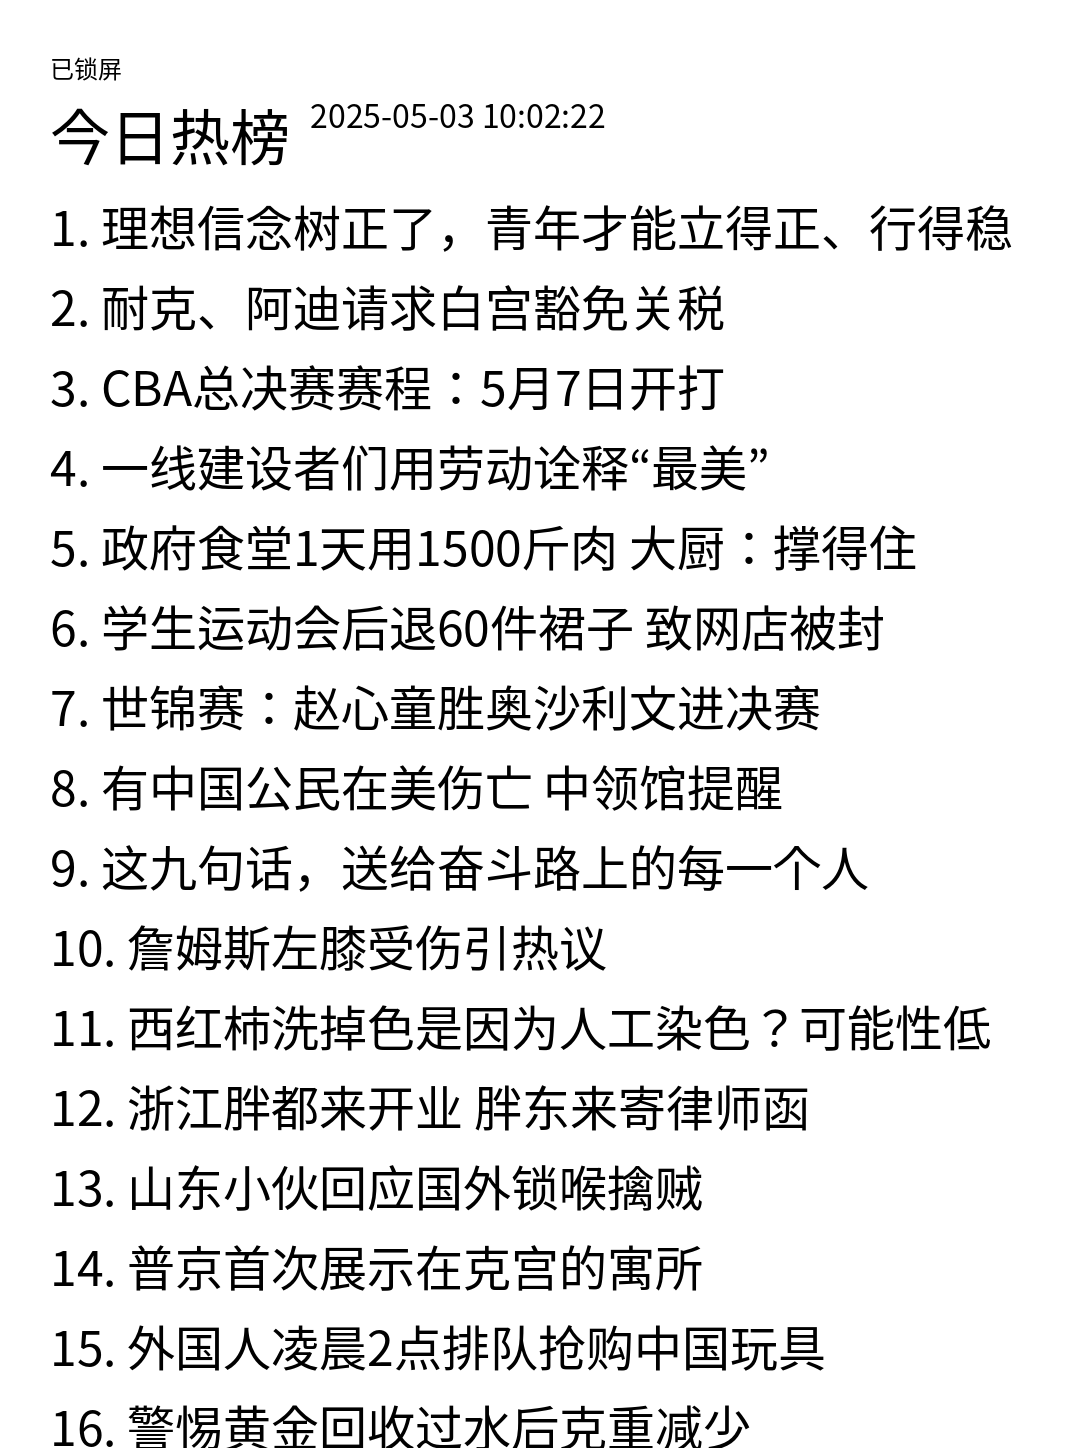 已锁屏
今日热榜 2025-05-03 10:02:22
1. 理想信念树正了，青年才能立得正、行得稳
2. 耐克、阿迪请求白宫豁免关税
3. CBA总决赛赛程：5月7日开打
4. 一线建设者们用劳动诠释“最美”
5. 政府食堂1天用1500斤肉 大厨：撑得住
6. 学生运动会后退60件裙子 致网店被封
7. 世锦赛：赵心童胜奥沙利文进决赛
8. 有中国公民在美伤亡 中领馆提醒
9. 这九句话，送给奋斗路上的每一个人
10. 詹姆斯左膝受伤引热议
11. 西红柿洗掉色是因为人工染色？可能性低
12. 浙江胖都来开业 胖东来寄律师函
13. 山东小伙回应国外锁喉擒贼
14. 普京首次展示在克宫的寓所
15. 外国人凌晨2点排队抢购中国玩具
16. 警惕黄金回收过水后克重减少